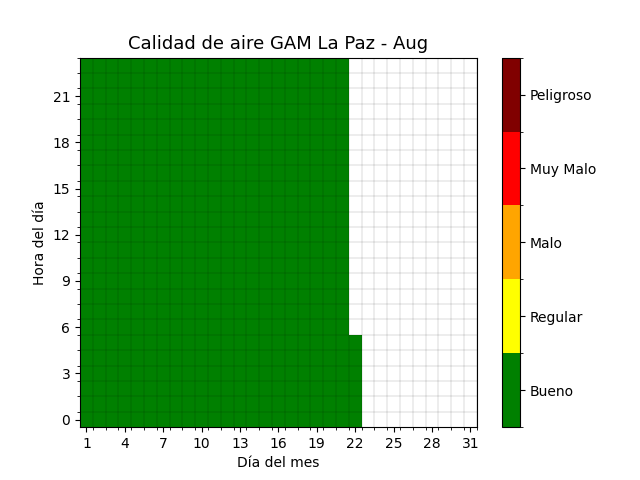 Calidad de aire GAM La Paz - Aug
Hora del día
21
18
15
12
9
6
3
0
1 4 7 10 13 16 19 22 25 28 31
Día del mes
Peligroso
Muy Malo
Malo
Regular
Bueno